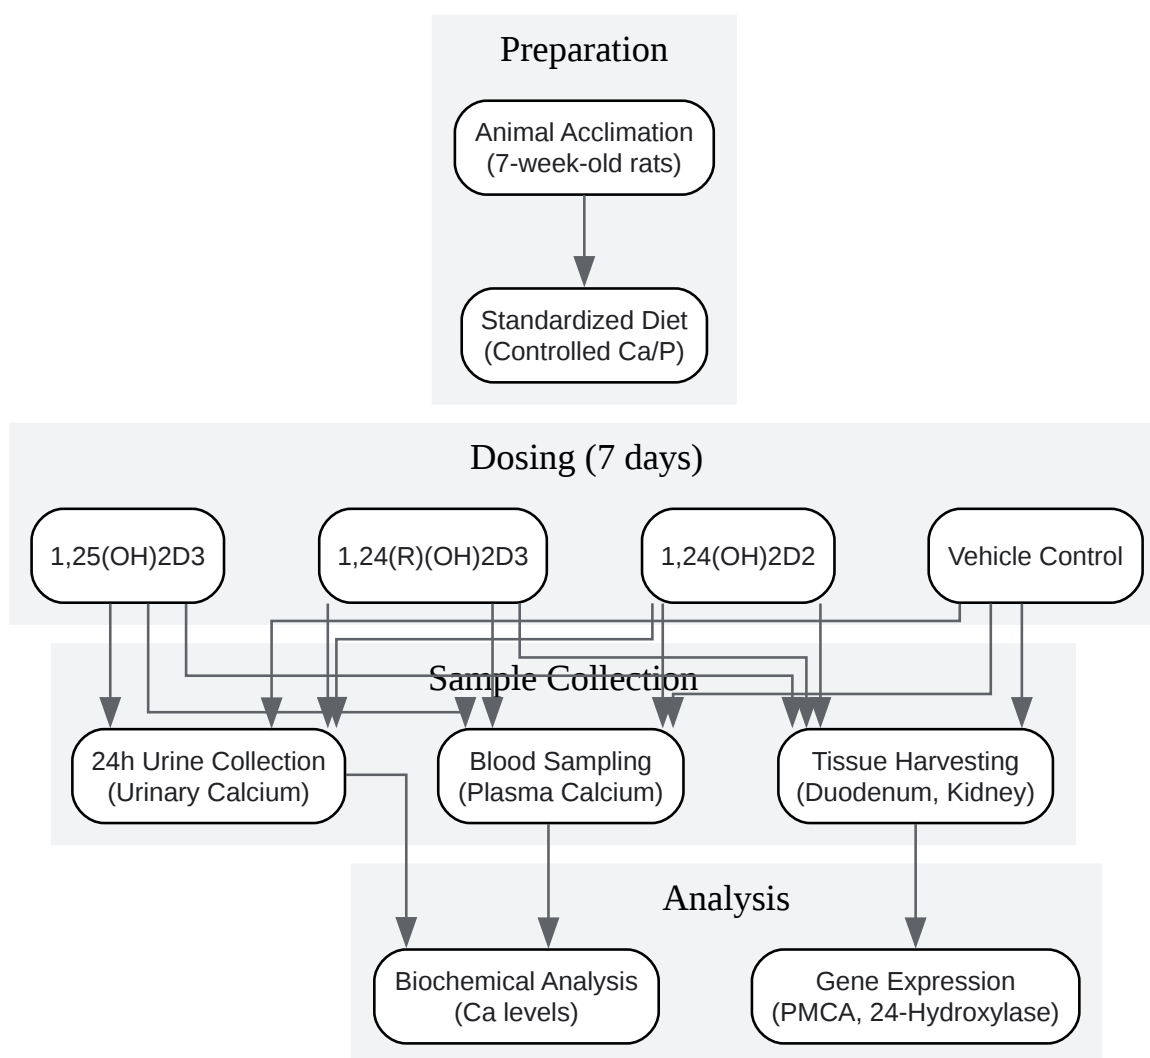 Preparation
Animal Acclimation
(7-week-old rats)
Standardized Diet
(Controlled Ca/P)
Dosing (7 days)
1,25(OH)2D3
1,24(R)(OH)2D3
1,24(OH)2D2
Vehicle Control
Sample Collection
24h Urine Collection
(Urinary Calcium)
Blood Sampling
(Plasma Calcium)
Tissue Harvesting
(Duodenum, Kidney)
Analysis
Biochemical Analysis
(Ca levels)
Gene Expression
(PMCA, 24-Hydroxylase)